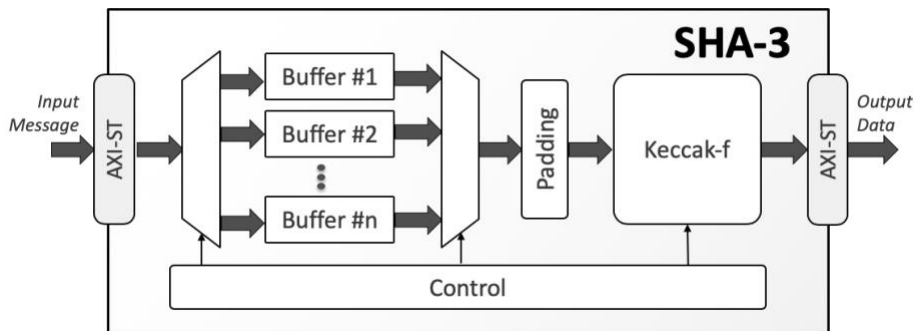 SHA-3
Input
Message
AXI-ST
Buffer #1
Buffer #2
Buffer #n
Padding
Keccak-f
AXI-ST
Output
Data
Control